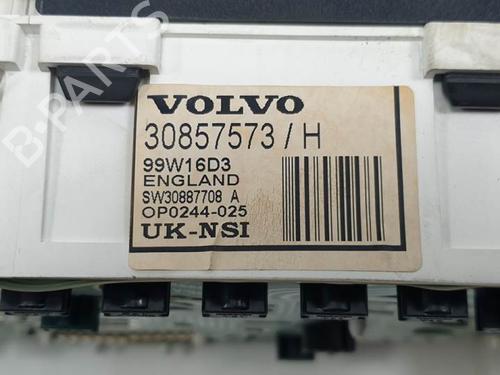 VOLVO
30857573/H
99W16D3
ENGLAND
SW30887708 A
OP0244-025
UK-NSI
B-PARTS